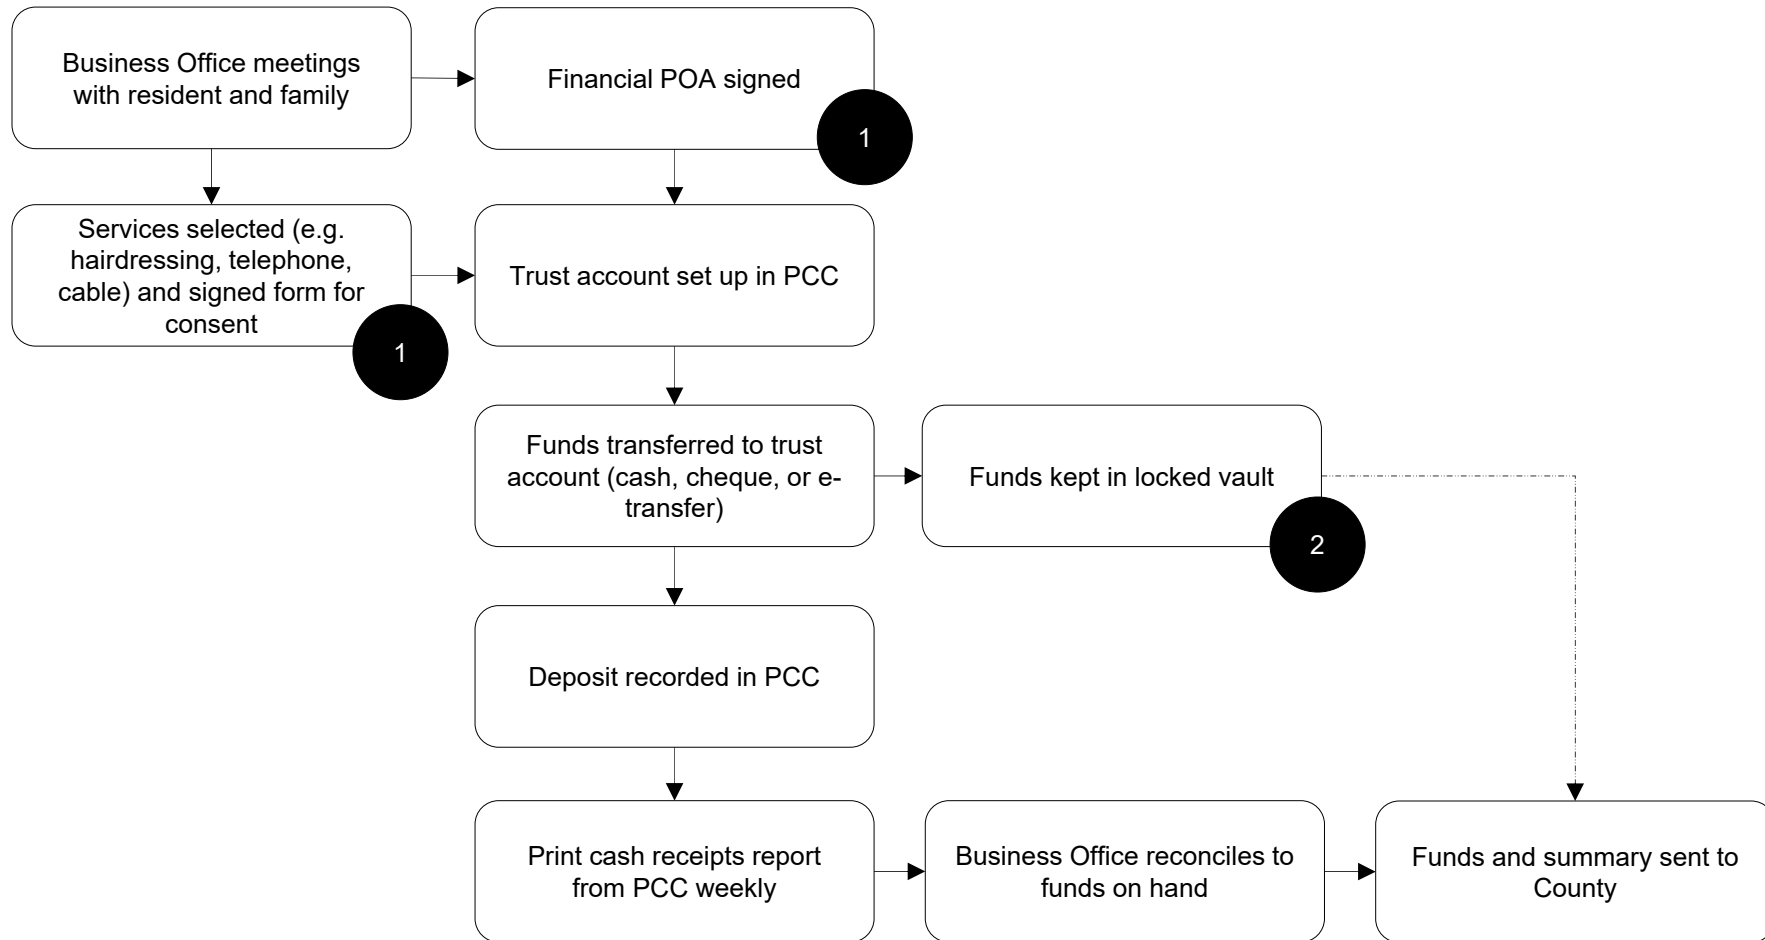 Business Office meetings
with resident and family
Financial POA signed
1
Services selected (e.g.
hairdressing, telephone,
cable) and signed form for
consent
1
Trust account set up in PCC
Funds transferred to trust
account (cash, cheque, or e-
transfer)
Funds kept in locked vault
2
Deposit recorded in PCC
Print cash receipts report
from PCC weekly
Business Office reconciles to
funds on hand
Funds and summary sent to
County